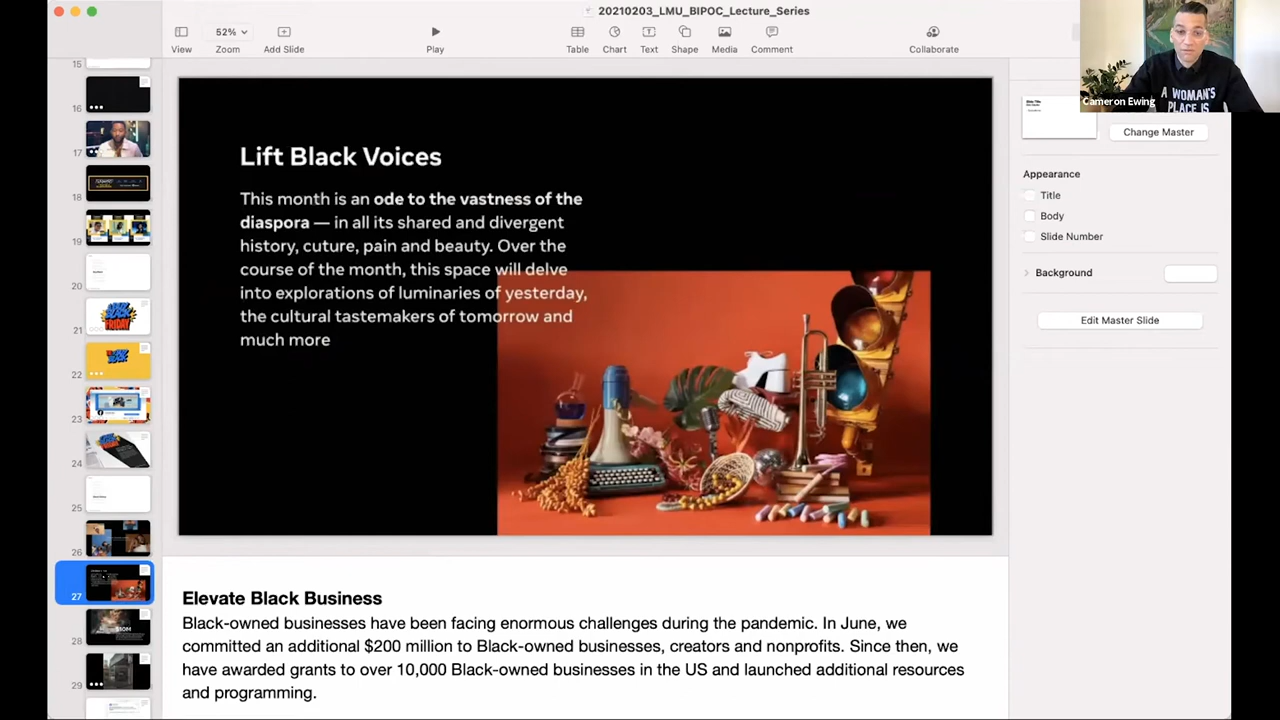 20210203_LMU_BIPOC_Lecture_Series
52%
View
Zoom
Add Slide
Play
Table
Chart
Text
Shape
Media
Comment
Collaborate
Cameron Ewing
A WOMAN'S
PLACE IS
15
16
17
18
19
20
21
22
23
24
25
26
27
28
29
Lift Black Voices
This month is an ode to the vastness of the
diaspora — in all its shared and divergent
history, cuture, pain and beauty. Over the
course of the month, this space will delve
into explorations of luminaries of yesterday,
the cultural tastemakers of tomorrow and
much more
Elevate Black Business
Black-owned businesses have been facing enormous challenges during the pandemic. In June, we
committed an additional $200 million to Black-owned businesses, creators and nonprofits. Since then, we
have awarded grants to over 10,000 Black-owned businesses in the US and launched additional resources
and programming.
Change Master
Appearance
Title
Body
Slide Number
Background
Edit Master Slide